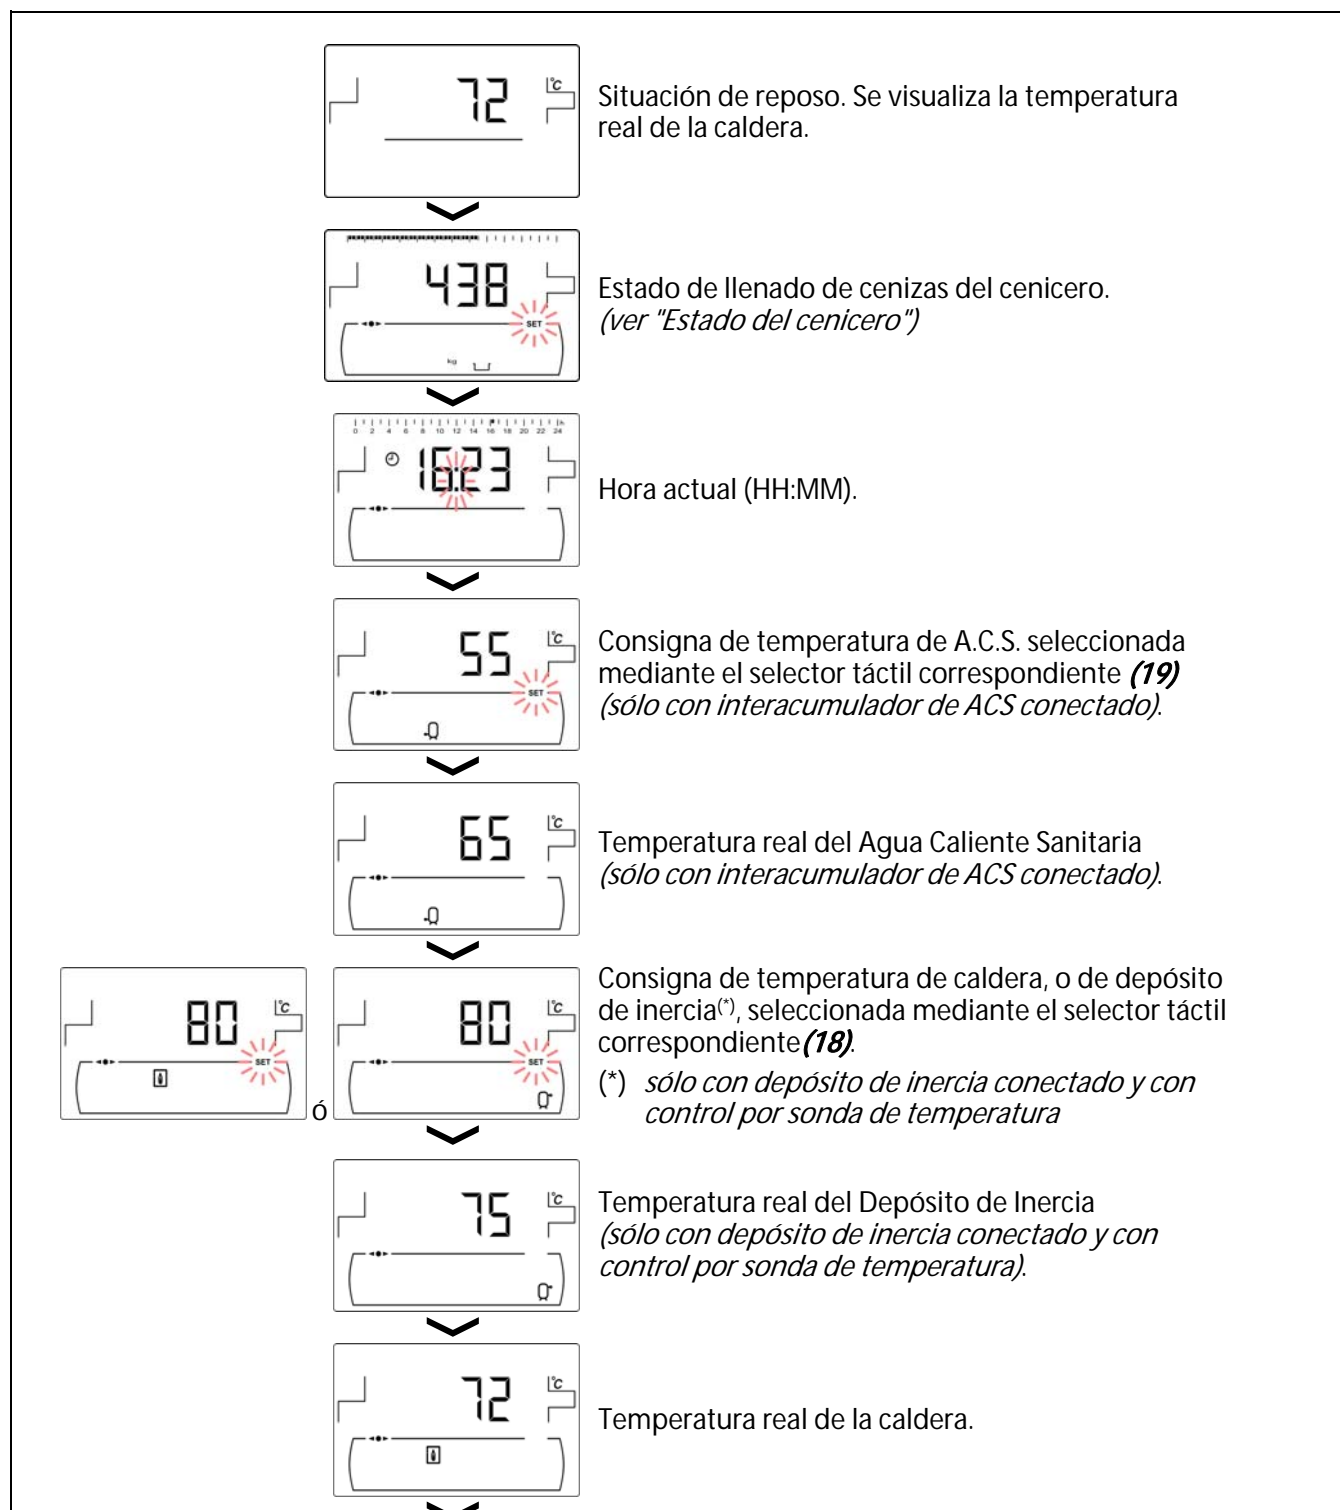 72 °C
Situación de reposo. Se visualiza la temperatura
real de la caldera.
438
SET
kg
Estado de llenado de cenizas del cenicero.
(ver "Estado del cenicero")
0 2 4 6 8 10 12 14 16 18 20 22 24 h
16:23
Hora actual (HH:MM).
55 °C
SET
Consigna de temperatura de A.C.S. seleccionada
mediante el selector táctil correspondiente (19)
(sólo con interacumulador de ACS conectado).
65 °C
Temperatura real del Agua Caliente Sanitaria
(sólo con interacumulador de ACS conectado).
80 °C
SET
ó
80 °C
SET
Consigna de temperatura de caldera, o de depósito
de inercia(*), seleccionada mediante el selector táctil
correspondiente(18).
(*) sólo con depósito de inercia conectado y con
control por sonda de temperatura
75 °C
Temperatura real del Depósito de Inercia
(sólo con depósito de inercia conectado y con
control por sonda de temperatura).
72 °C
Temperatura real de la caldera.